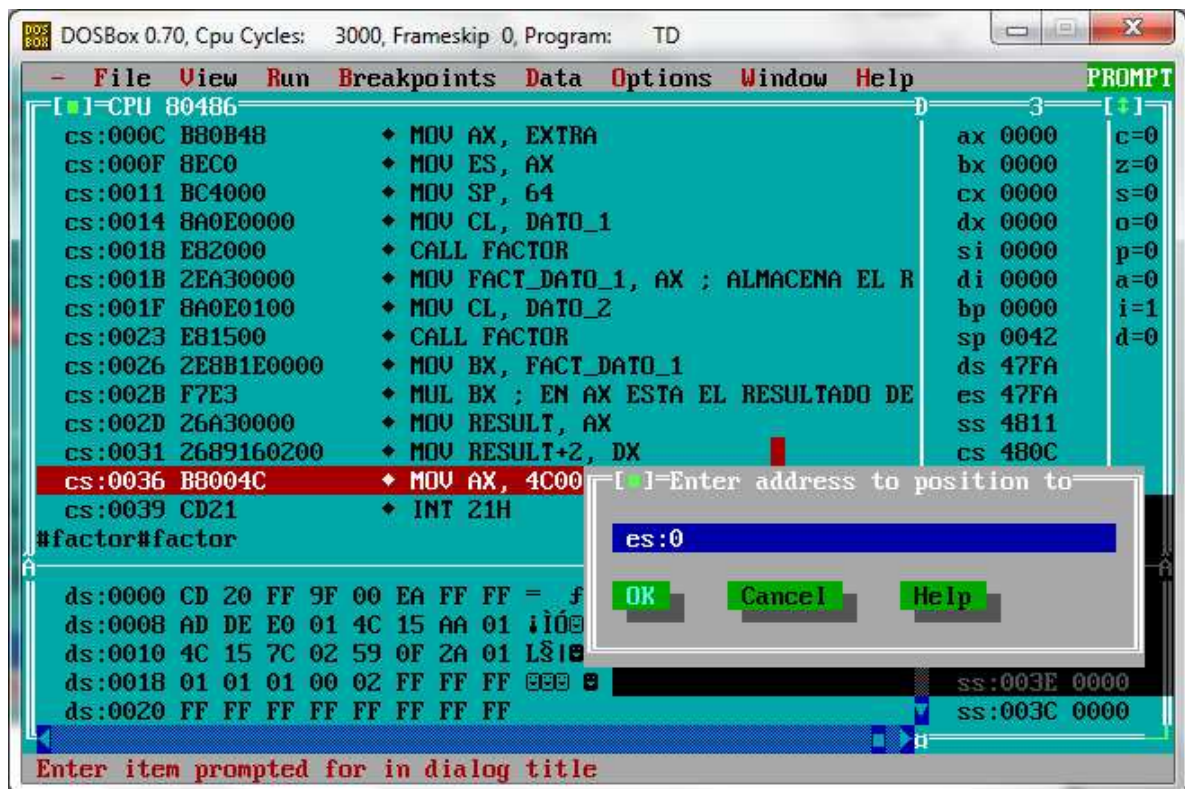 DOSBox 0.70, Cpu Cycles: 3000, Frameskip 0, Program: TD
- File View Run Breakpoints Data Options Window Help PROMPT
[■]=CPU 80486 Ð 3 [↕]
cs:000C B80B48 ♦ MOV AX, EXTRA ax 0000 c=0
cs:000F 8EC0 ♦ MOV ES, AX bx 0000 z=0
cs:0011 BC4000 ♦ MOV SP, 64 cx 0000 s=0
cs:0014 8A0E0000 ♦ MOV CL, DATO_1 dx 0000 o=0
cs:0018 E82000 ♦ CALL FACTOR si 0000 p=0
cs:001B 2EA30000 ♦ MOV FACT_DATO_1, AX ; ALMACENA EL R di 0000 a=0
cs:001F 8A0E0100 ♦ MOV CL, DATO_2 bp 0000 i=1
cs:0023 E81500 ♦ CALL FACTOR sp 0042 d=0
cs:0026 2E8B1E0000 ♦ MOV BX, FACT_DATO_1 ds 47FA
cs:002B F7E3 ♦ MUL BX ; EN AX ESTA EL RESULTADO DE es 47FA
cs:002D 26A30000 ♦ MOV RESULT, AX ss 4811
cs:0031 2689160200 ♦ MOV RESULT+2, DX cs 480C
cs:0036 B8004C ♦ MOV AX, 4C00
cs:0039 CD21 ♦ INT 21H
#factor#factor
[■]=Enter address to position to
es:0
OK Cancel Help
ds:0000 CD 20 FF 9F 00 EA FF FF = ƒ
ds:0008 AD DE E0 01 4C 15 AA 01 ¡ÌÓ☺
ds:0010 4C 15 7C 02 59 0F 2A 01 L§|☻
ds:0018 01 01 01 00 02 FF FF FF ☺☺☺ ☻ ss:003E 0000
ds:0020 FF FF FF FF FF FF FF FF ss:003C 0000
Enter item prompted for in dialog title